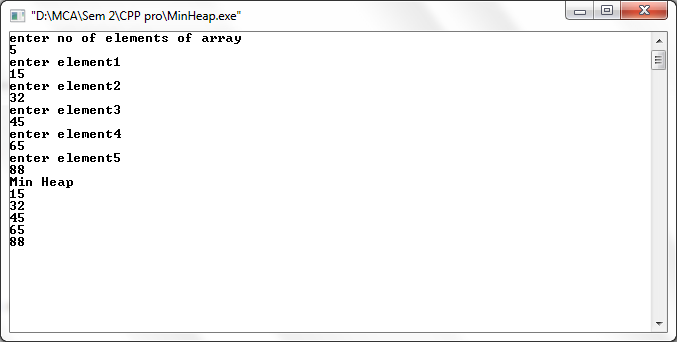 "D:\MCA\Sem 2\CPP pro\MinHeap.exe"
enter no of elements of array
5
enter element1
15
enter element2
32
enter element3
45
enter element4
65
enter element5
88
Min Heap
15
32
45
65
88